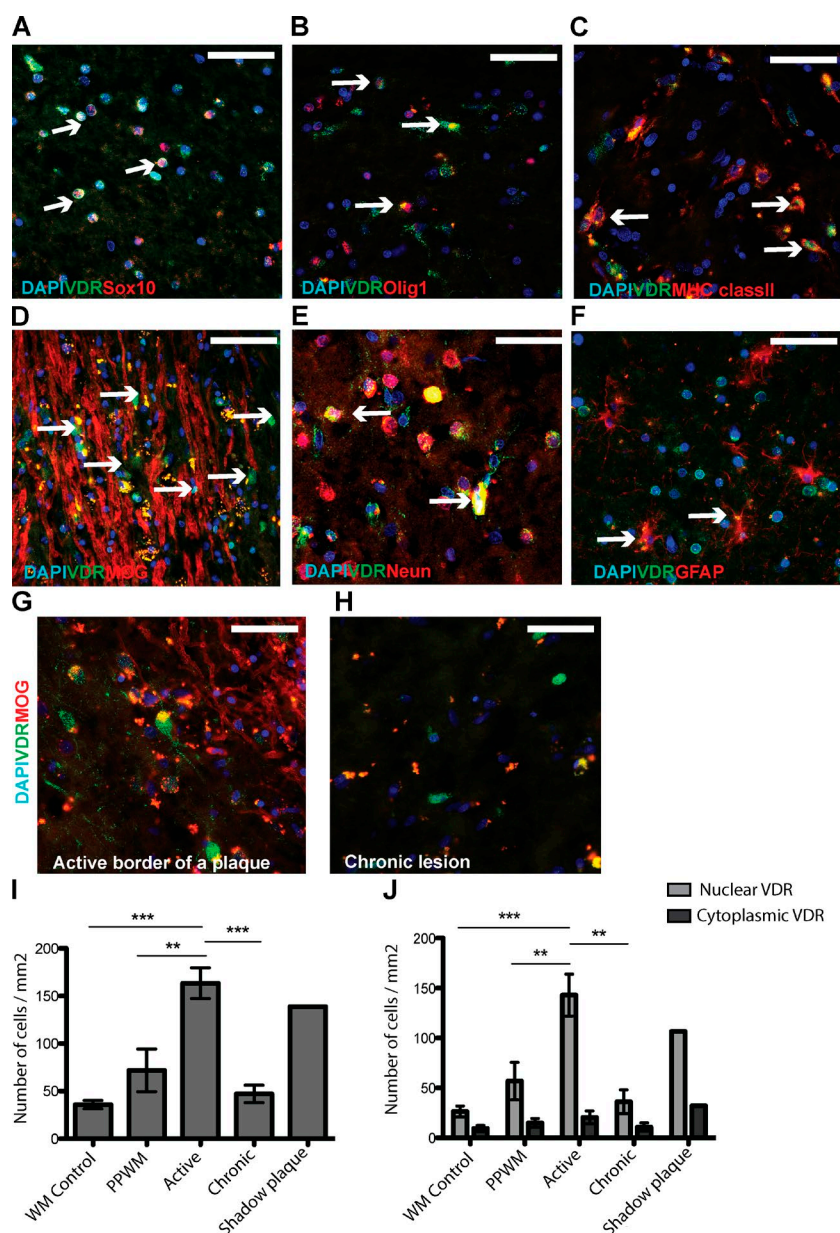 A
B
C
DAPIVDRSox10
DAPIVDROlig1
DAPIVDRMHC classII
D
E
F
DAPIVDRMOG
DAPIVDRNeun
DAPIVDRGFAP
G
H
DAPIVDRMOG
Active border of a plaque
Chronic lesion
I
J
Nuclear VDR
Cytoplasmic VDR
***
**
***
***
**
**
Number of cells / mm2
200
150
100
50
0
WM Control
PPWM
Active
Chronic
Shadow plaque
Number of cells / mm2
200
150
100
50
0
WM Control
PPWM
Active
Chronic
Shadow plaque